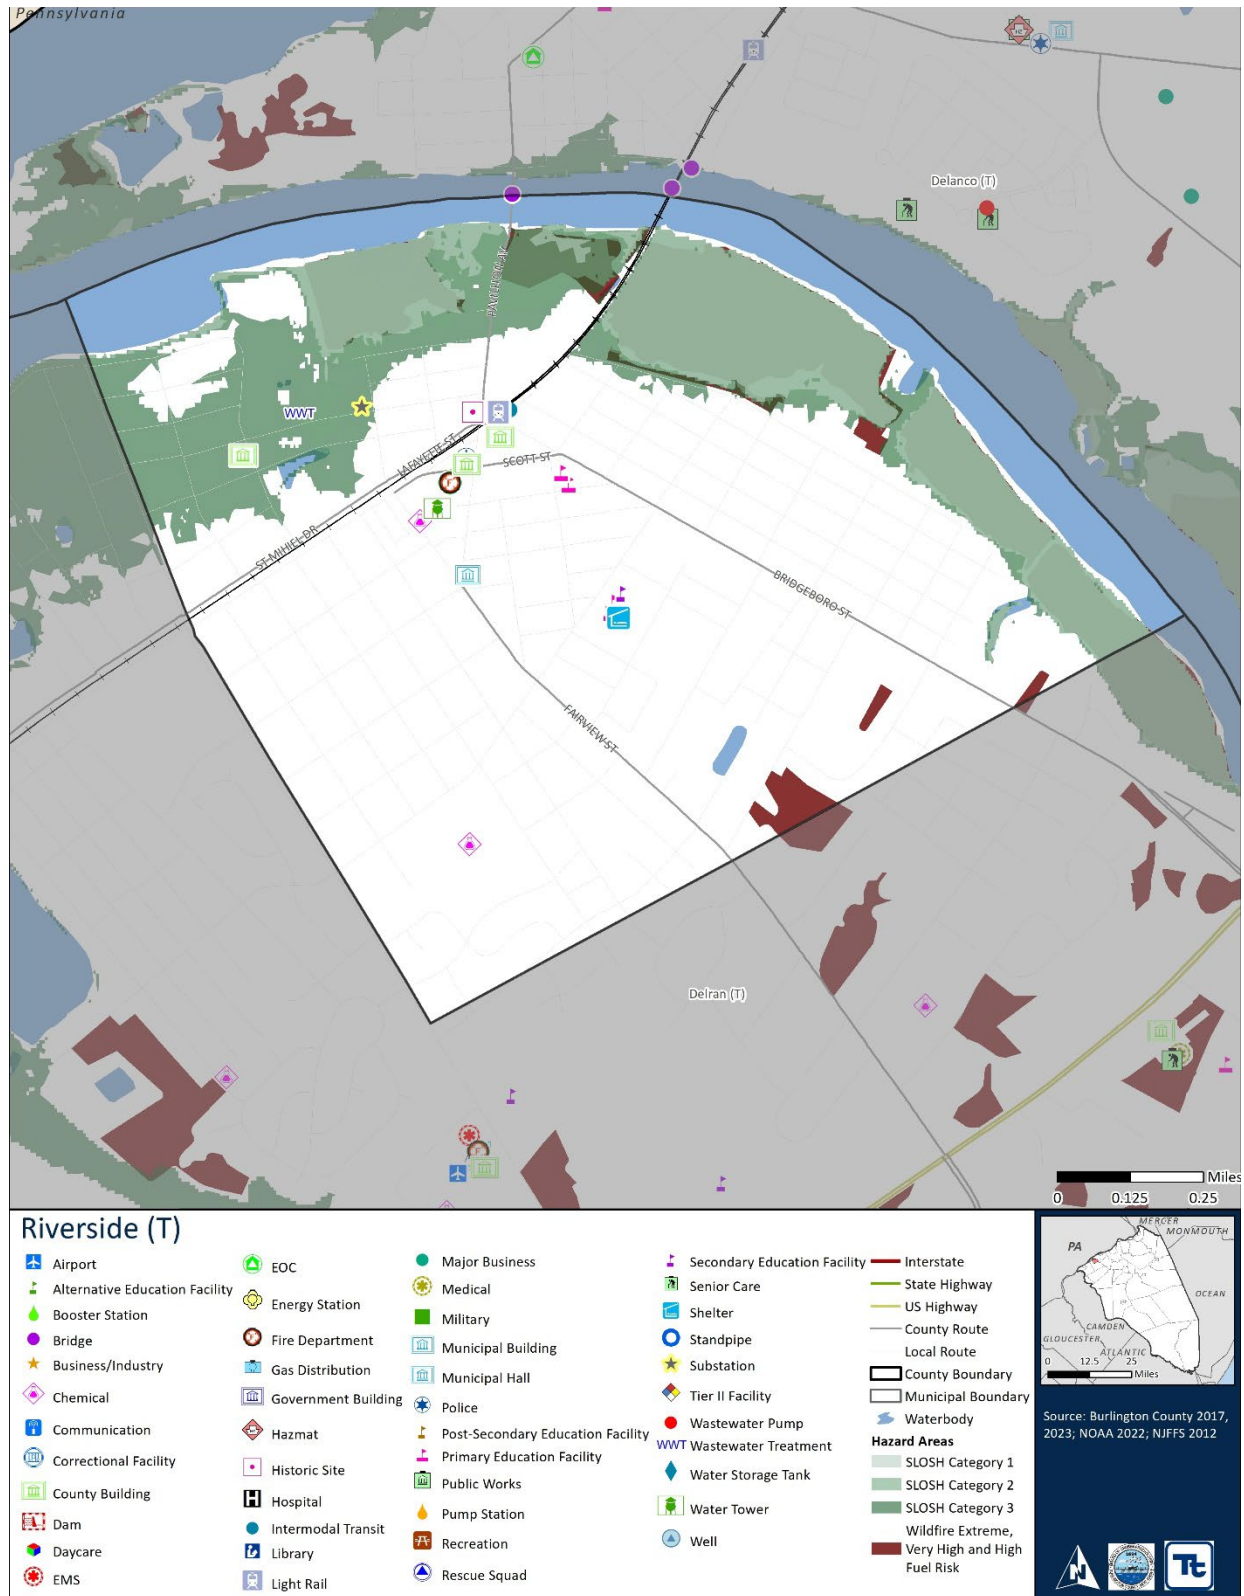 Pennsylvania
Delanco (T)
PAVILION AV
WWT
LAFAYETTE ST
SCOTT ST
ST MIHIEL DR
BRIDGEBORO ST
FAIRVIEW ST
Delran (T)
Miles
0 0.125 0.25
Riverside (T)
Airport
Alternative Education Facility
Booster Station
Bridge
Business/Industry
Chemical
Communication
Correctional Facility
County Building
Dam
Daycare
EMS
EOC
Energy Station
Fire Department
Gas Distribution
Government Building
Hazmat
Historic Site
Hospital
Intermodal Transit
Library
Light Rail
Major Business
Medical
Military
Municipal Building
Municipal Hall
Police
Post-Secondary Education Facility
Primary Education Facility
Public Works
Pump Station
Recreation
Rescue Squad
Secondary Education Facility
Senior Care
Shelter
Standpipe
Substation
Tier II Facility
Wastewater Pump
WWT Wastewater Treatment
Water Storage Tank
Water Tower
Well
Interstate
State Highway
US Highway
County Route
Local Route
County Boundary
Municipal Boundary
Waterbody
Hazard Areas
SLOSH Category 1
SLOSH Category 2
SLOSH Category 3
Wildfire Extreme,
Very High and High
Fuel Risk
MERCER
MONMOUTH
PA
OCEAN
CAMDEN
GLOUCESTER
ATLANTIC
0 12.5 25
Miles
Source: Burlington County 2017,
2023; NOAA 2022; NJFFS 2012
N
Tt